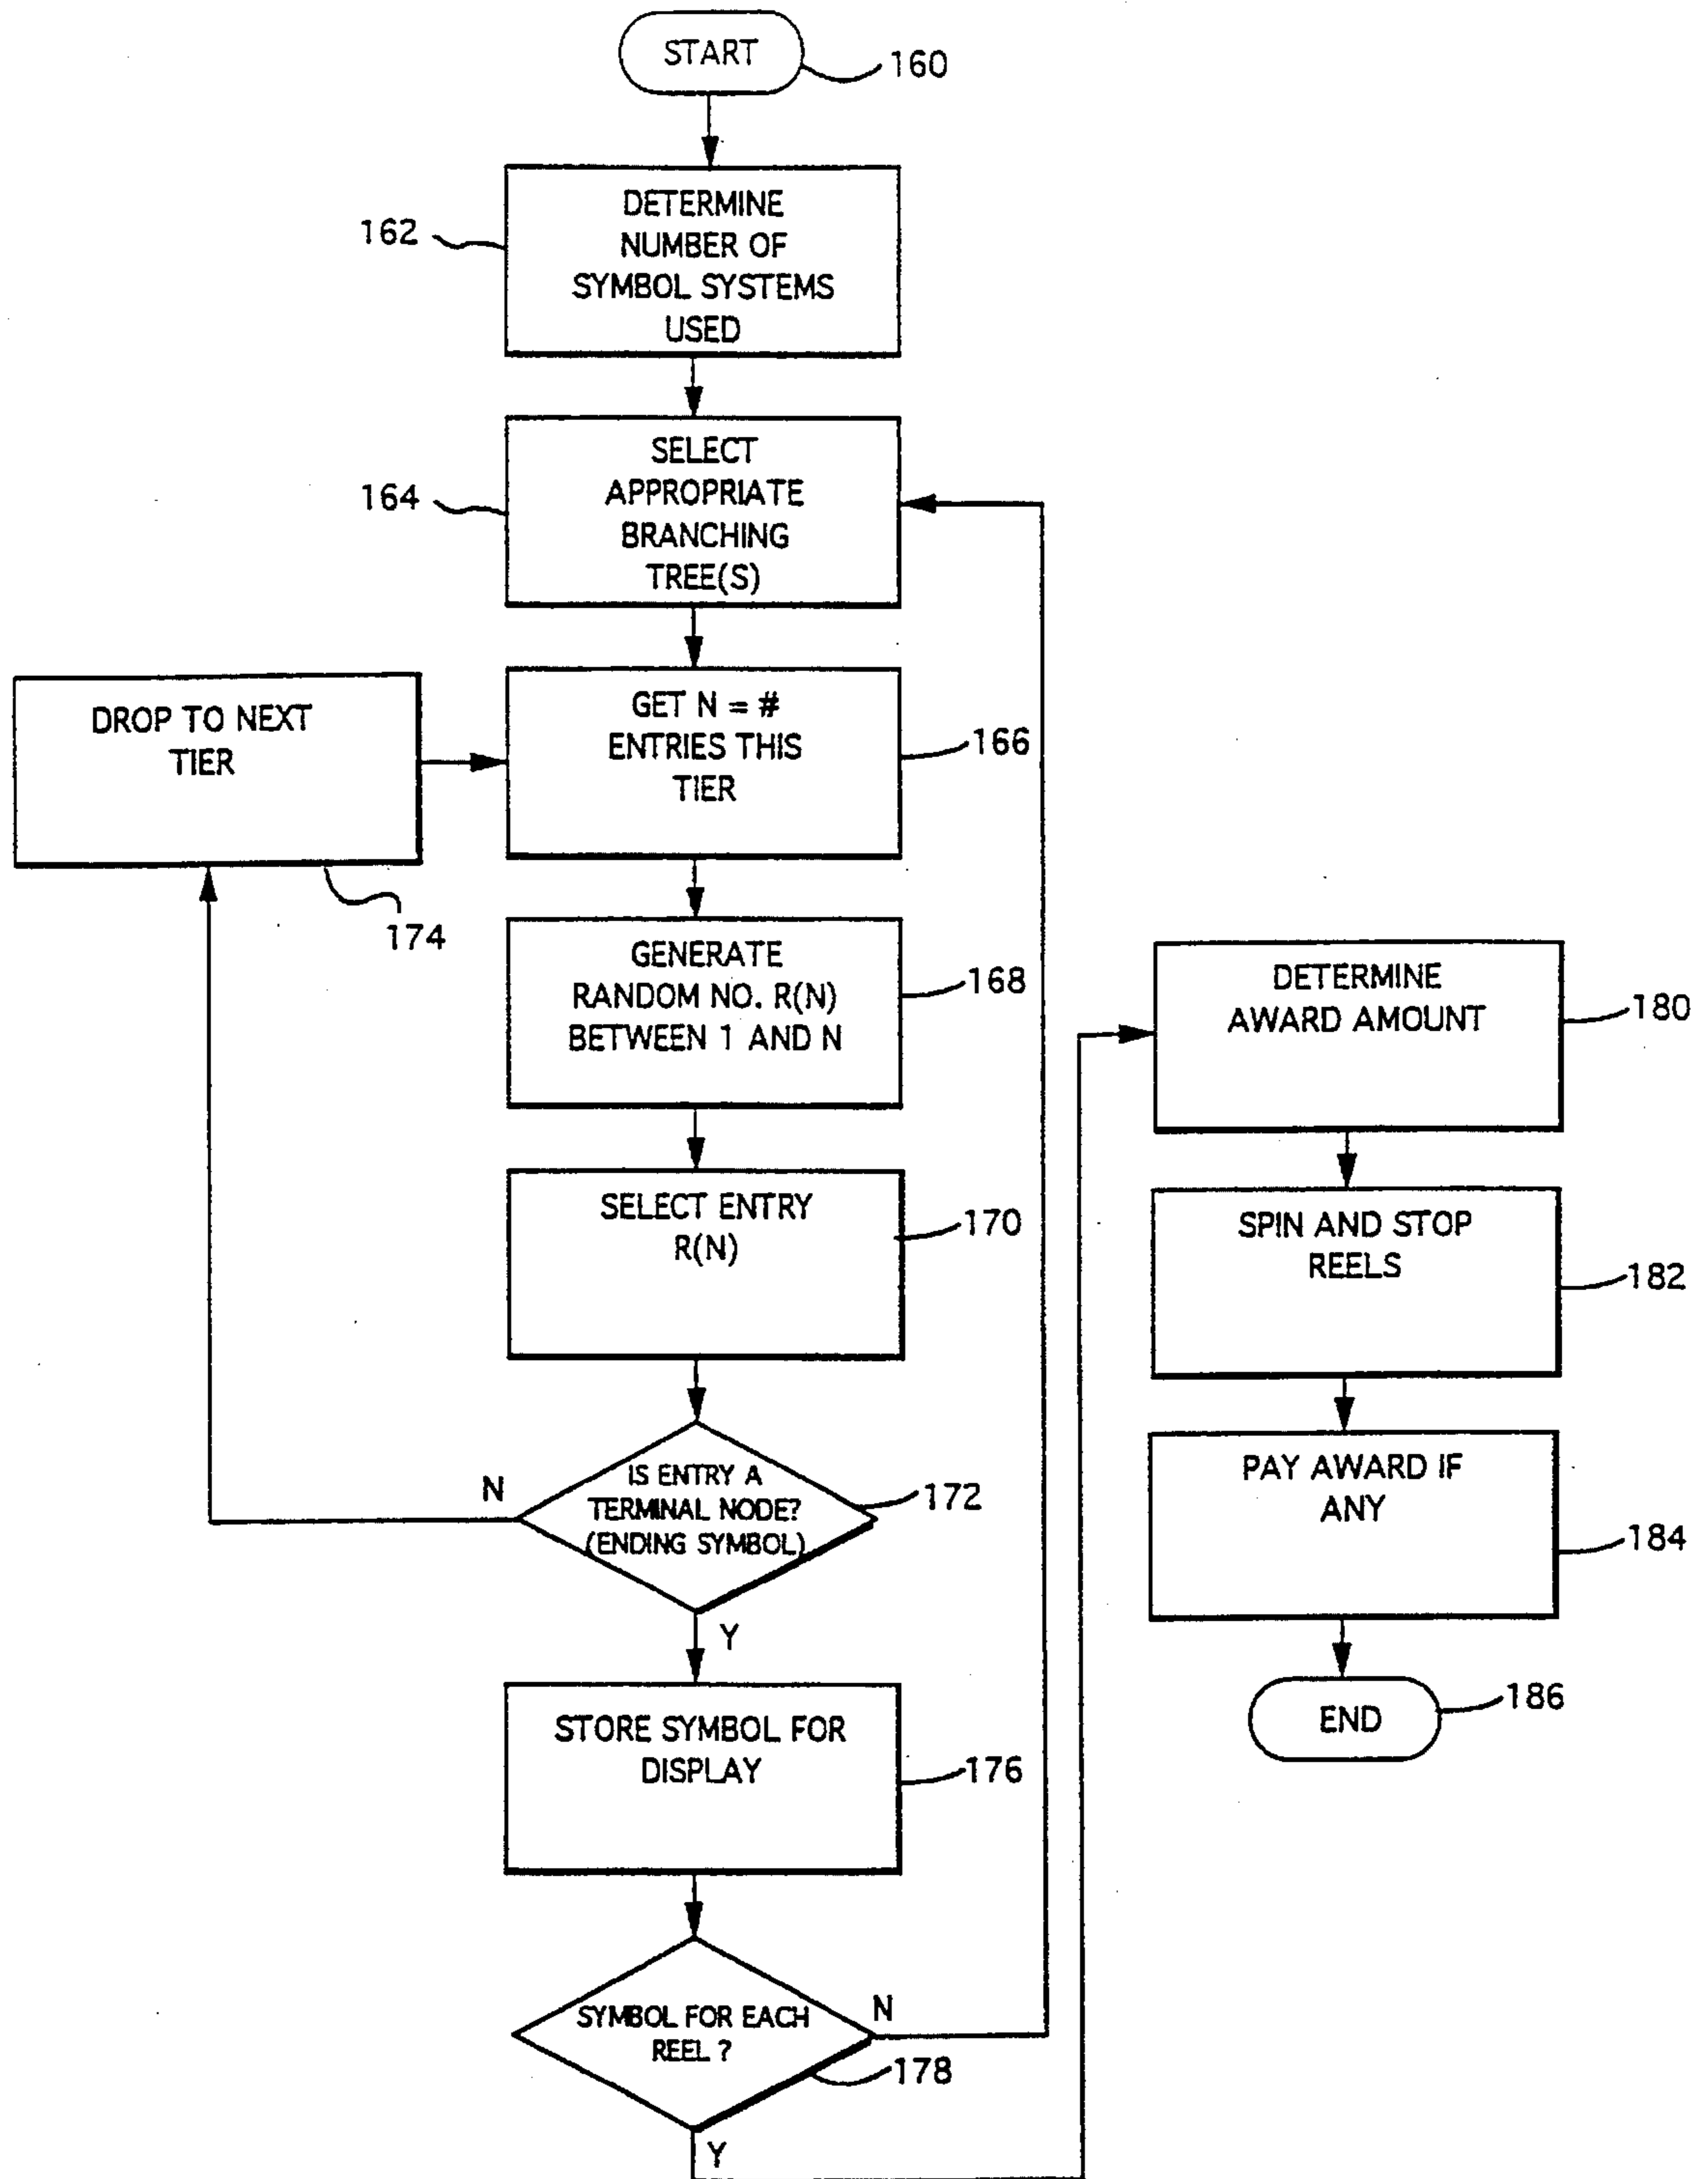 START
160
DETERMINE
NUMBER OF
SYMBOL SYSTEMS
USED
162
SELECT
APPROPRIATE
BRANCHING
TREE(S)
164
DROP TO NEXT
TIER
174
GET N = #
ENTRIES THIS
TIER
166
GENERATE
RANDOM NO. R(N)
BETWEEN 1 AND N
168
SELECT ENTRY
R(N)
170
IS ENTRY A
TERMINAL NODE?
(ENDING SYMBOL)
172
N
Y
STORE SYMBOL FOR
DISPLAY
176
SYMBOL FOR EACH
REEL ?
178
N
Y
DETERMINE
AWARD AMOUNT
180
SPIN AND STOP
REELS
182
PAY AWARD IF
ANY
184
END
186